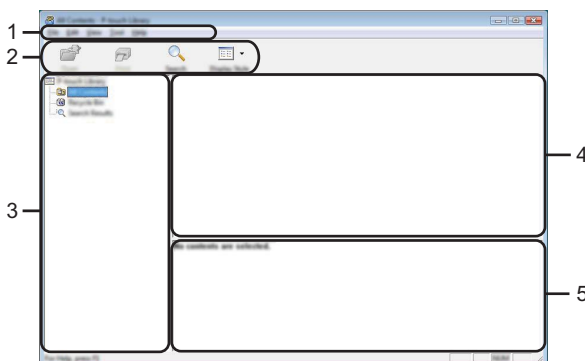 All Contents - P-touch Library
1
File Edit View Tool Help
2
Open Print Search Display Style
P-touch Library
All Contents
Recycle Bin
Search Results
3
4
No contents are selected.
5
For Help, press F1
NUM